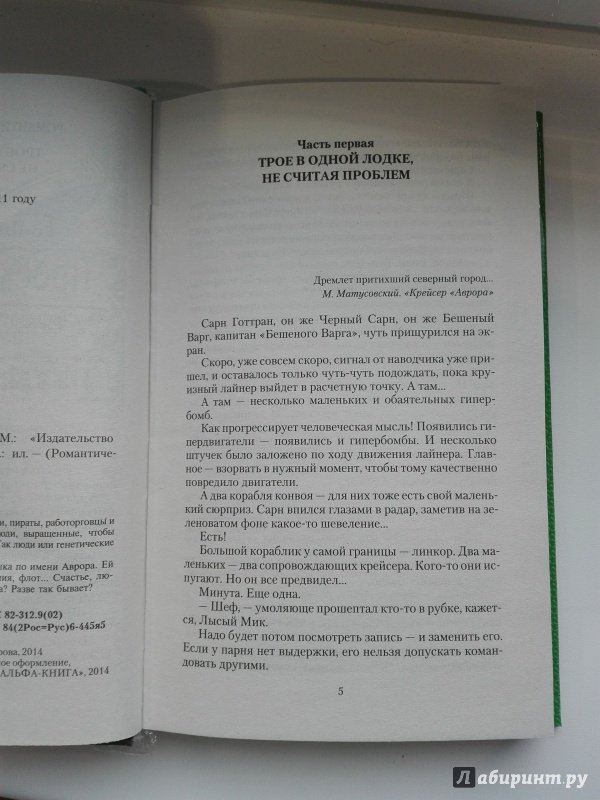 1 году
М.: «Издательство
.: ил. — (Романтиче-
и, пираты, работорговцы и
юди, выращенные, чтобы
Так люди или генетические
ка по имени Аврора. Ей
ния, флот... Счастье, лю-
а? Разве так бывает?
82-312.9(02)
84(2Рос=Рус)6-445я5
рова, 2014
ное оформление,
«АЛЬФА-КНИГА», 2014
Часть первая
ТРОЕ В ОДНОЙ ЛОДКЕ,
НЕ СЧИТАЯ ПРОБЛЕМ
Дремлет притихший северный город...
М. Матусовский. «Крейсер «Аврора»
Сарн Готтран, он же Черный Сарн, он же Бешеный
Варг, капитан «Бешеного Варга», чуть прищурился на эк-
ран.
Скоро, уже совсем скоро, сигнал от наводчика уже при-
шел, и оставалось только чуть-чуть подождать, пока кру-
изный лайнер выйдет в расчетную точку. А там...
А там — несколько маленьких и обаятельных гипер-
бомб.
Как прогрессирует человеческая мысль! Появились ги-
пердвигатели — появились и гипербомбы. И несколько
штучек было заложено по ходу движения лайнера. Глав-
ное — взорвать в нужный момент, чтобы тому качественно
повредило двигатели.
А два корабля конвоя — для них тоже есть свой малень-
кий сюрприз. Сарн впился глазами в радар, заметив на зе-
леноватом фоне какое-то шевеление...
Есть!
Большой кораблик у самой границы — линкор. Два ма-
леньких — два сопровождающих крейсера. Кого-то они ис-
пугают. Но он все предвидел...
Минута. Еще одна.
— Шеф, — умоляюще прошептал кто-то в рубке, кажет-
ся, Лысый Мик.
Надо будет потом посмотреть запись — и заменить его.
Если у парня нет выдержки, его нельзя допускать коман-
довать другими.
5
Лабиринт.ру